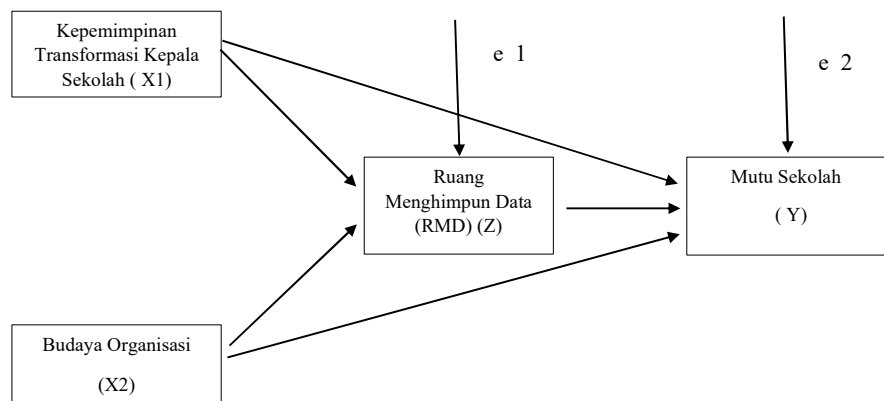 Kepemimpinan
Transformasi Kepala
Sekolah ( X1)
e 1
e 2
Ruang
Menghimpun Data
(RMD) (Z)
Mutu Sekolah
( Y)
Budaya Organisasi
(X2)